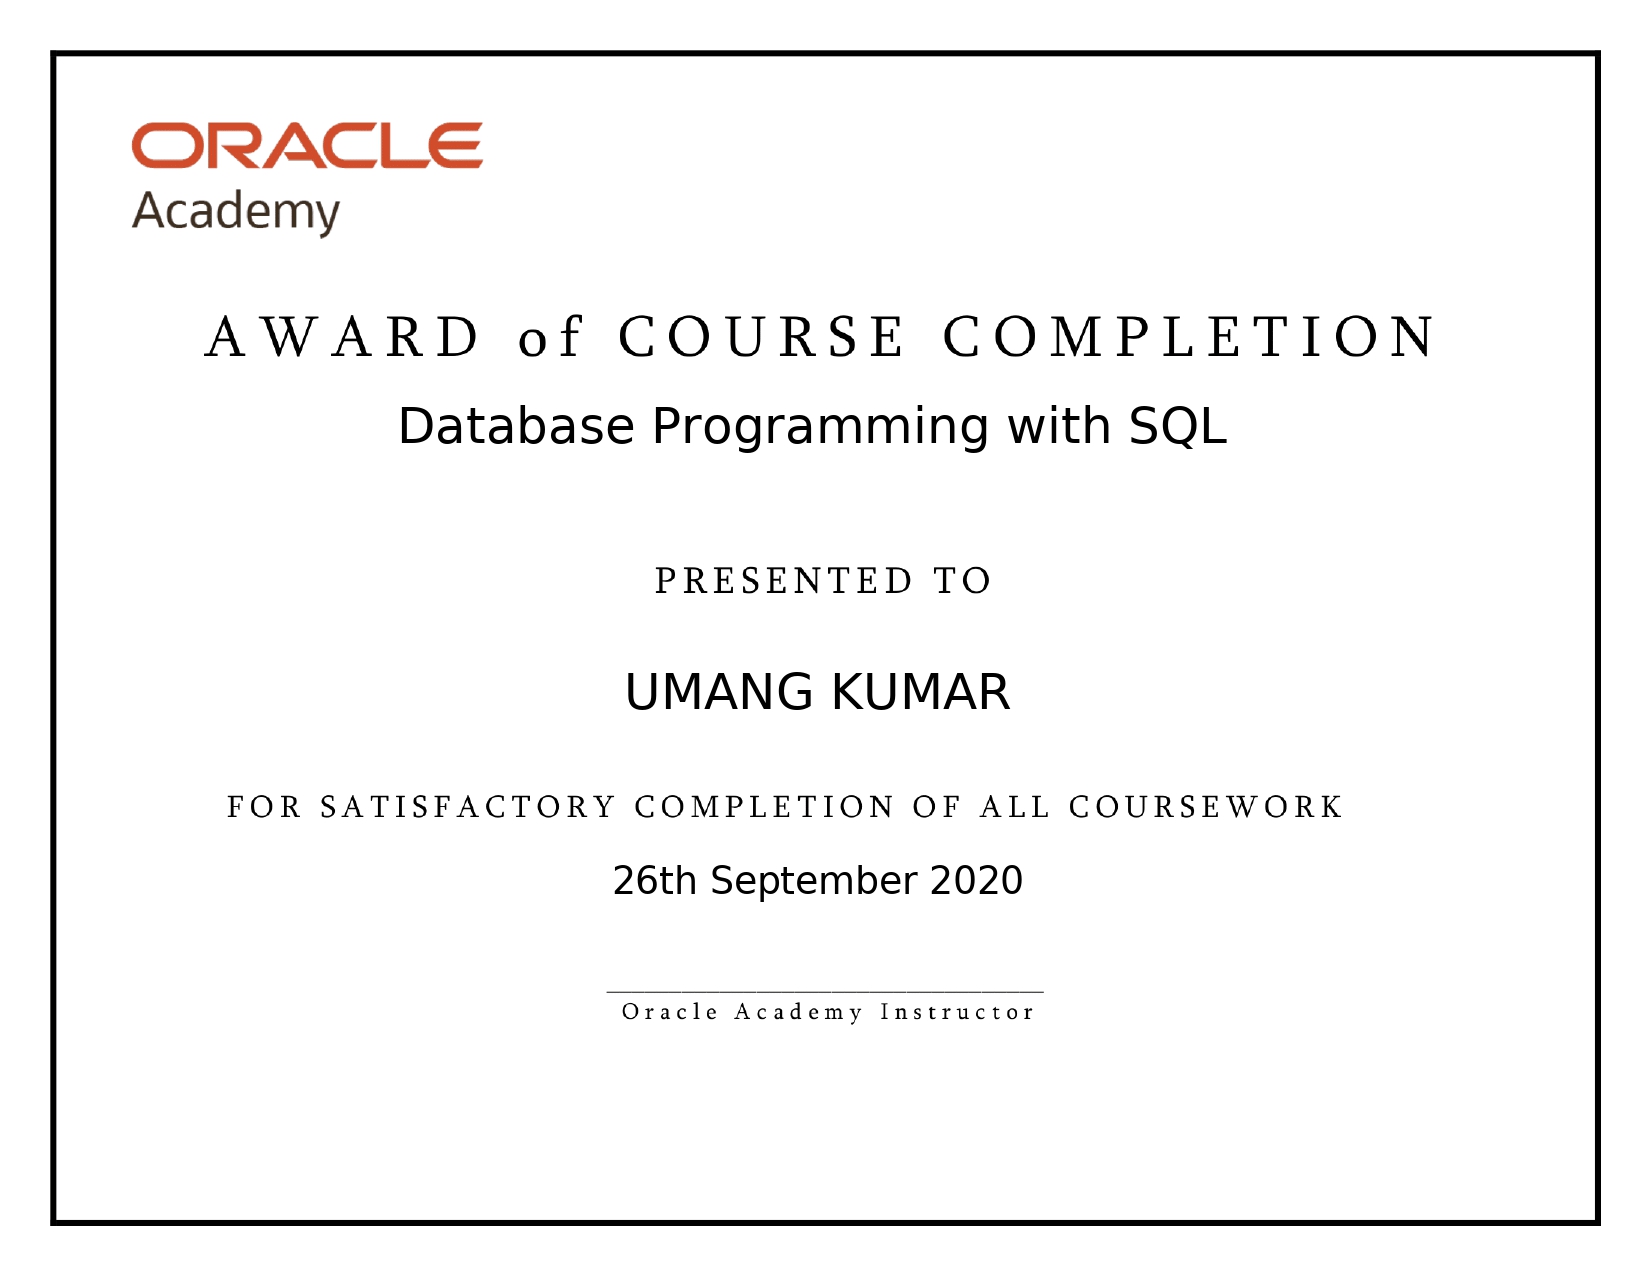 ORACLE
Academy
AWARD of COURSE COMPLETION
Database Programming with SQL
PRESENTED TO
UMANG KUMAR
FOR SATISFACTORY COMPLETION OF ALL COURSEWORK
26th September 2020
Oracle Academy Instructor